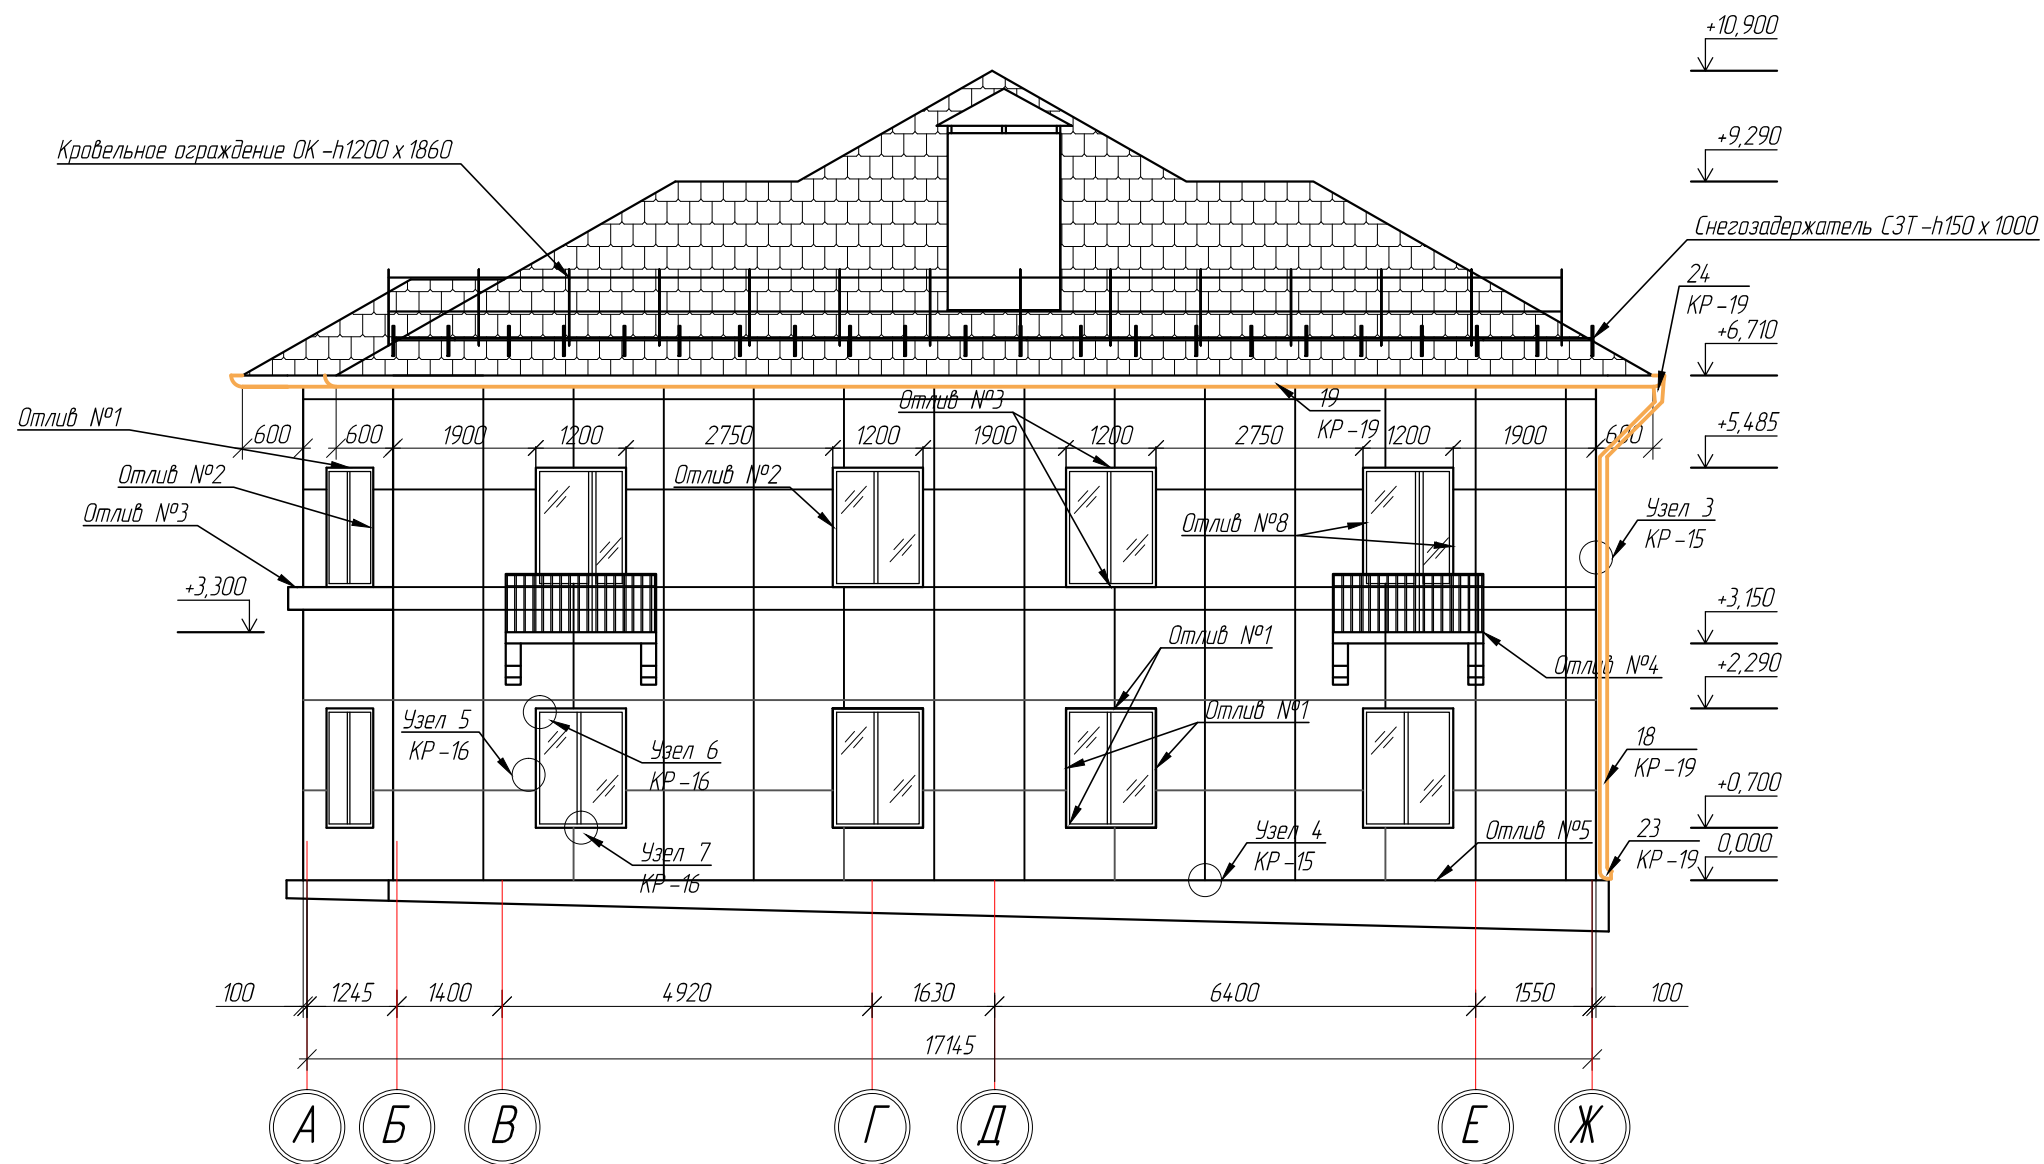 +10,900
+9,290
Кровельное ограждение ОК-h1200 x 1860
Снегозадержатель СЗТ-h150 x 1000
24
КР-19
+6,710
Отлив №3
19
КР-19
Отлив №1
+5,485
600
600
1900
1200
2750
1200
1900
1200
2750
1200
1900
600
Отлив №2
Отлив №2
Отлив №3
Отлив №8
Узел 3
КР-15
+3,300
+3,150
Отлив №1
Отлив №4
+2,290
Отлив №1
Узел 5
КР-16
Узел 6
КР-16
18
КР-19
+0,700
Узел 7
КР-16
Узел 4
КР-15
Отлив №5
23
КР-19
0,000
100
1245
1400
4920
1630
6400
1550
100
17145
А
Б
В
Г
Д
Е
Ж